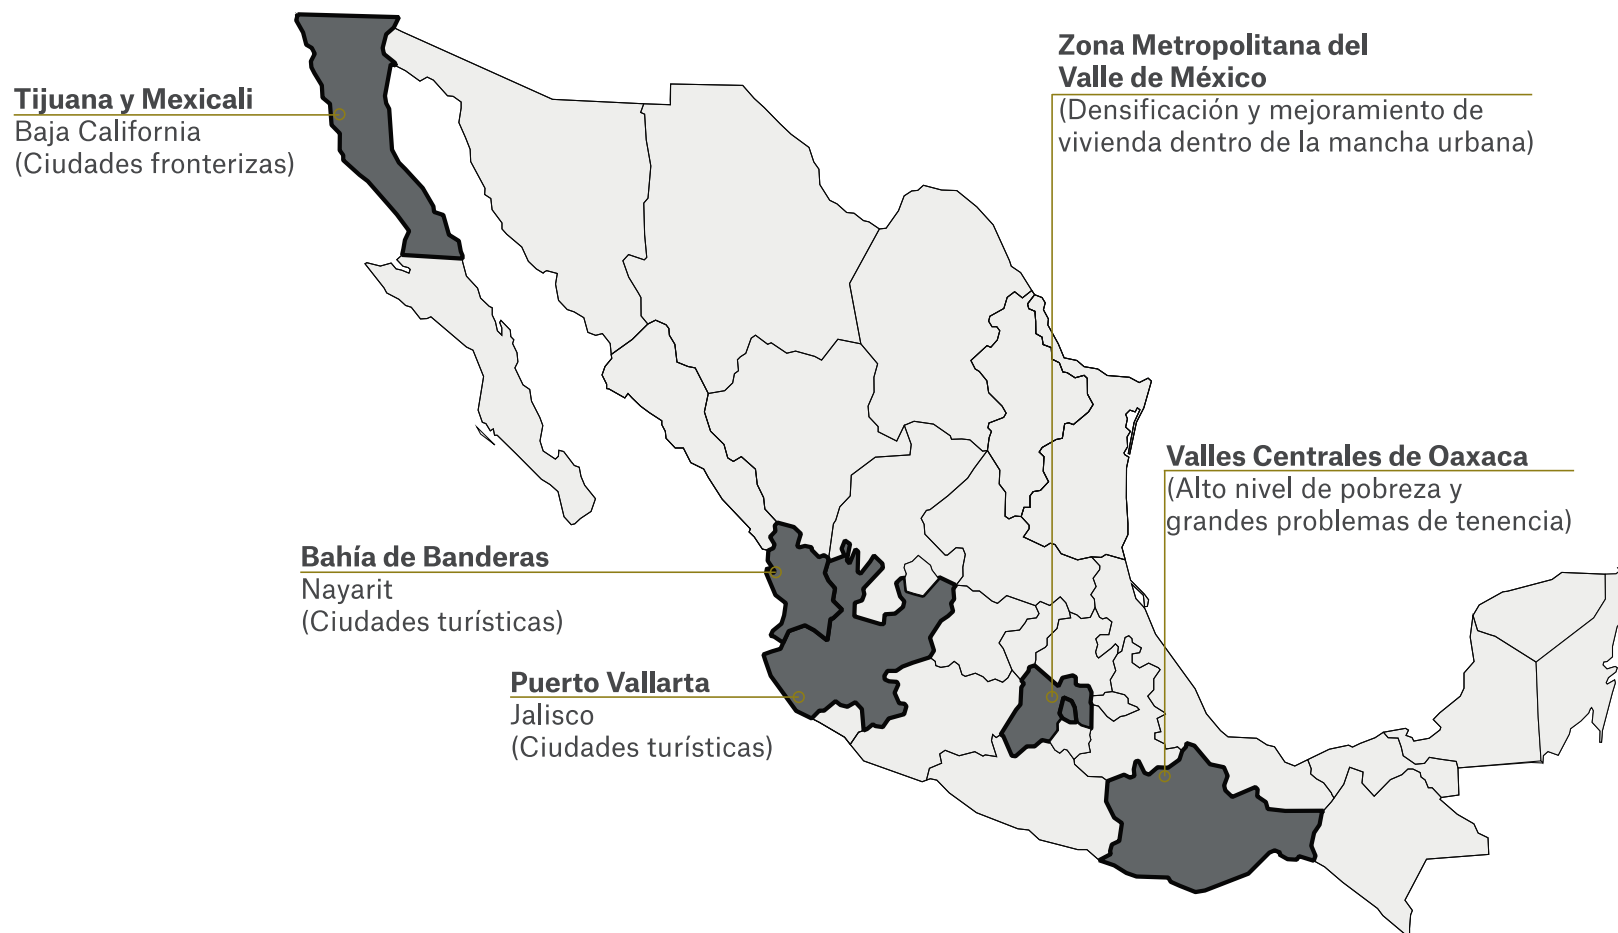 Zona Metropolitana del
Valle de México
(Densificación y mejoramiento de
vivienda dentro de la mancha urbana)
Tijuana y Mexicali
Baja California
(Ciudades fronterizas)
Valles Centrales de Oaxaca
(Alto nivel de pobreza y
grandes problemas de tenencia)
Bahía de Banderas
Nayarit
(Ciudades turísticas)
Puerto Vallarta
Jalisco
(Ciudades turísticas)